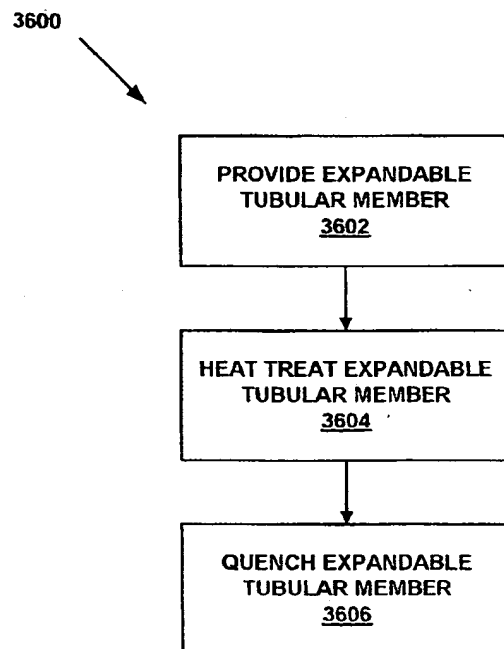 3600
PROVIDE EXPANDABLE
TUBULAR MEMBER
3602
HEAT TREAT EXPANDABLE
TUBULAR MEMBER
3604
QUENCH EXPANDABLE
TUBULAR MEMBER
3606